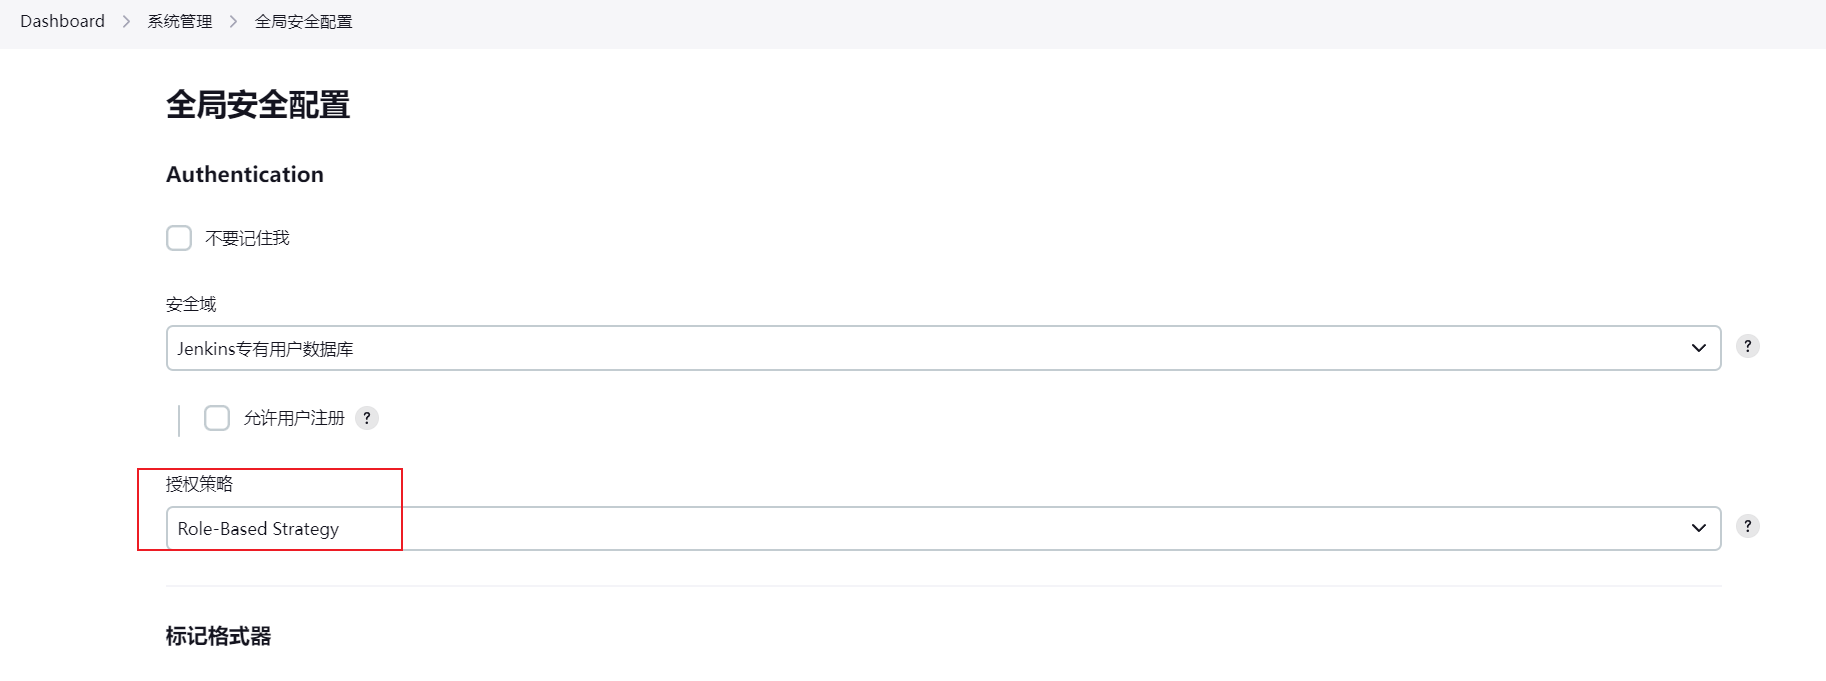 Dashboard > 系统管理 > 全局安全配置
全局安全配置
Authentication
不要记住我
安全域
Jenkins专有用户数据库
?
允许用户注册 ?
授权策略
Role-Based Strategy
?
标记格式器